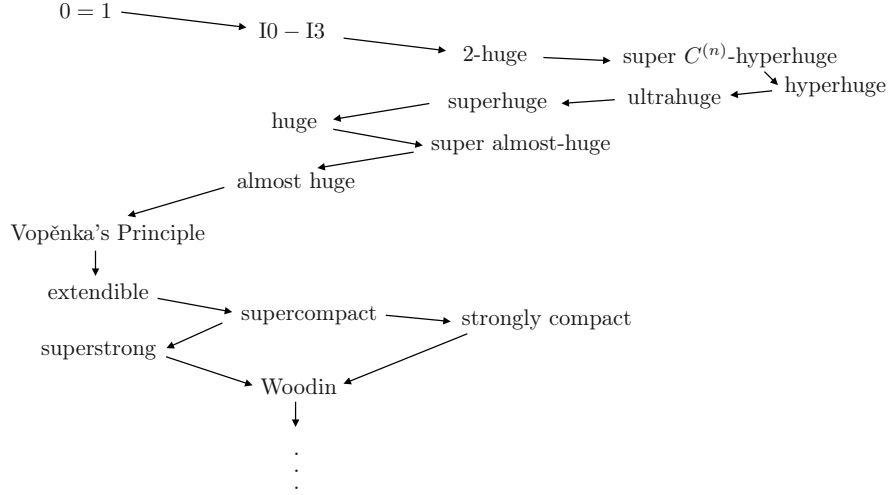 0 = 1
I0 − I3
2-huge
super C^{(n)}-hyperhuge
hyperhuge
ultrahuge
superhuge
huge
super almost-huge
almost huge
Vopěnka's Principle
extendible
supercompact
strongly compact
superstrong
Woodin
.
.
.